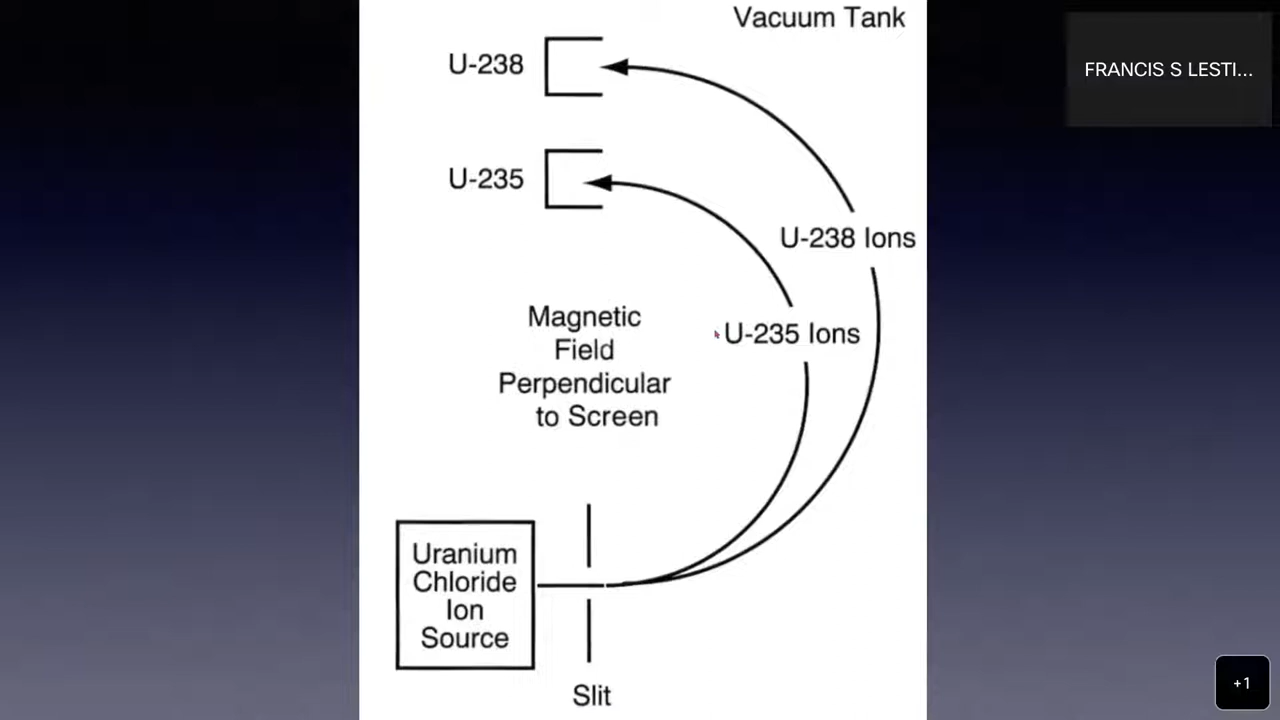 Vacuum Tank
FRANCIS S LESTI...
U-238
U-235
U-238 Ions
U-235 Ions
Magnetic
Field
Perpendicular
to Screen
Uranium
Chloride
Ion
Source
Slit
+1